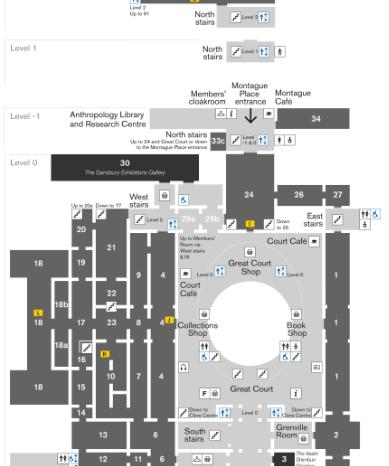 Level 2
Up to 91
North
stairs
Level 2
Level 1
North
stairs
Level 1
Montague
Place
entrance
Members'
cloakroom
Montague
Café
Level -1
Anthropology Library
and Research Centre
34
North stairs
Up to 24 and Great Court or down
to the Montague Place entrance
33c
Level
-1 & 0
Level 0
30
The Sainsbury Exhibitions Gallery
24
26
27
Up to 20a
Down to 77
West
stairs
Level 0
29a
29b
Down
to 25
East
stairs
20
21
Up to Members'
Room via
West stairs
& lift
Court Café
Great Court
Shop
Level 0
Level 0
18
19
22
Court
Café
1
18b
L
18
17
23
8
4
J
Collections
Shop
Book
Shop
1
18a
K
16
18
15
10
7
4
1
F
Great Court
14
Down to
Clore Centre
Level 0
Down to
Clore Centre
13
6
South
stairs
Grenville
Room
2
12
11
6
3
The Asahi
Shimbun